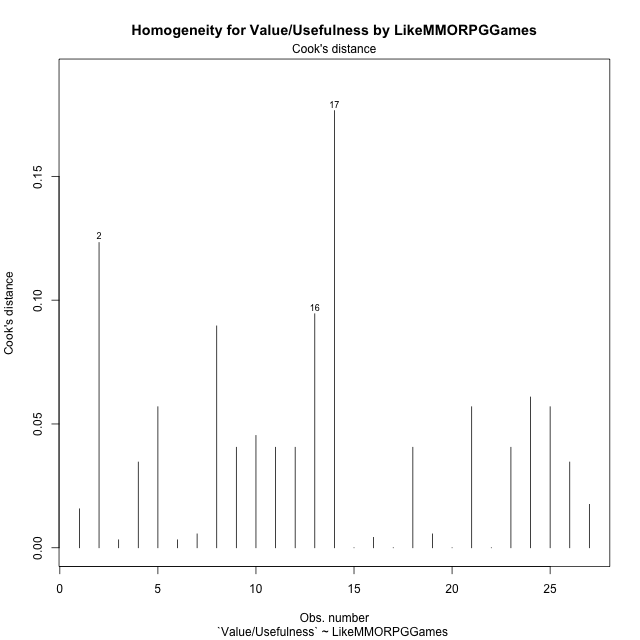 Homogeneity for Value/Usefulness by LikeMMORPGGames
Cook's distance
17
2
16
0.15
0.10
0.05
0.00
Cook's distance
0 5 10 15 20 25
Obs. number
`Value/Usefulness` ~ LikeMMORPGGames